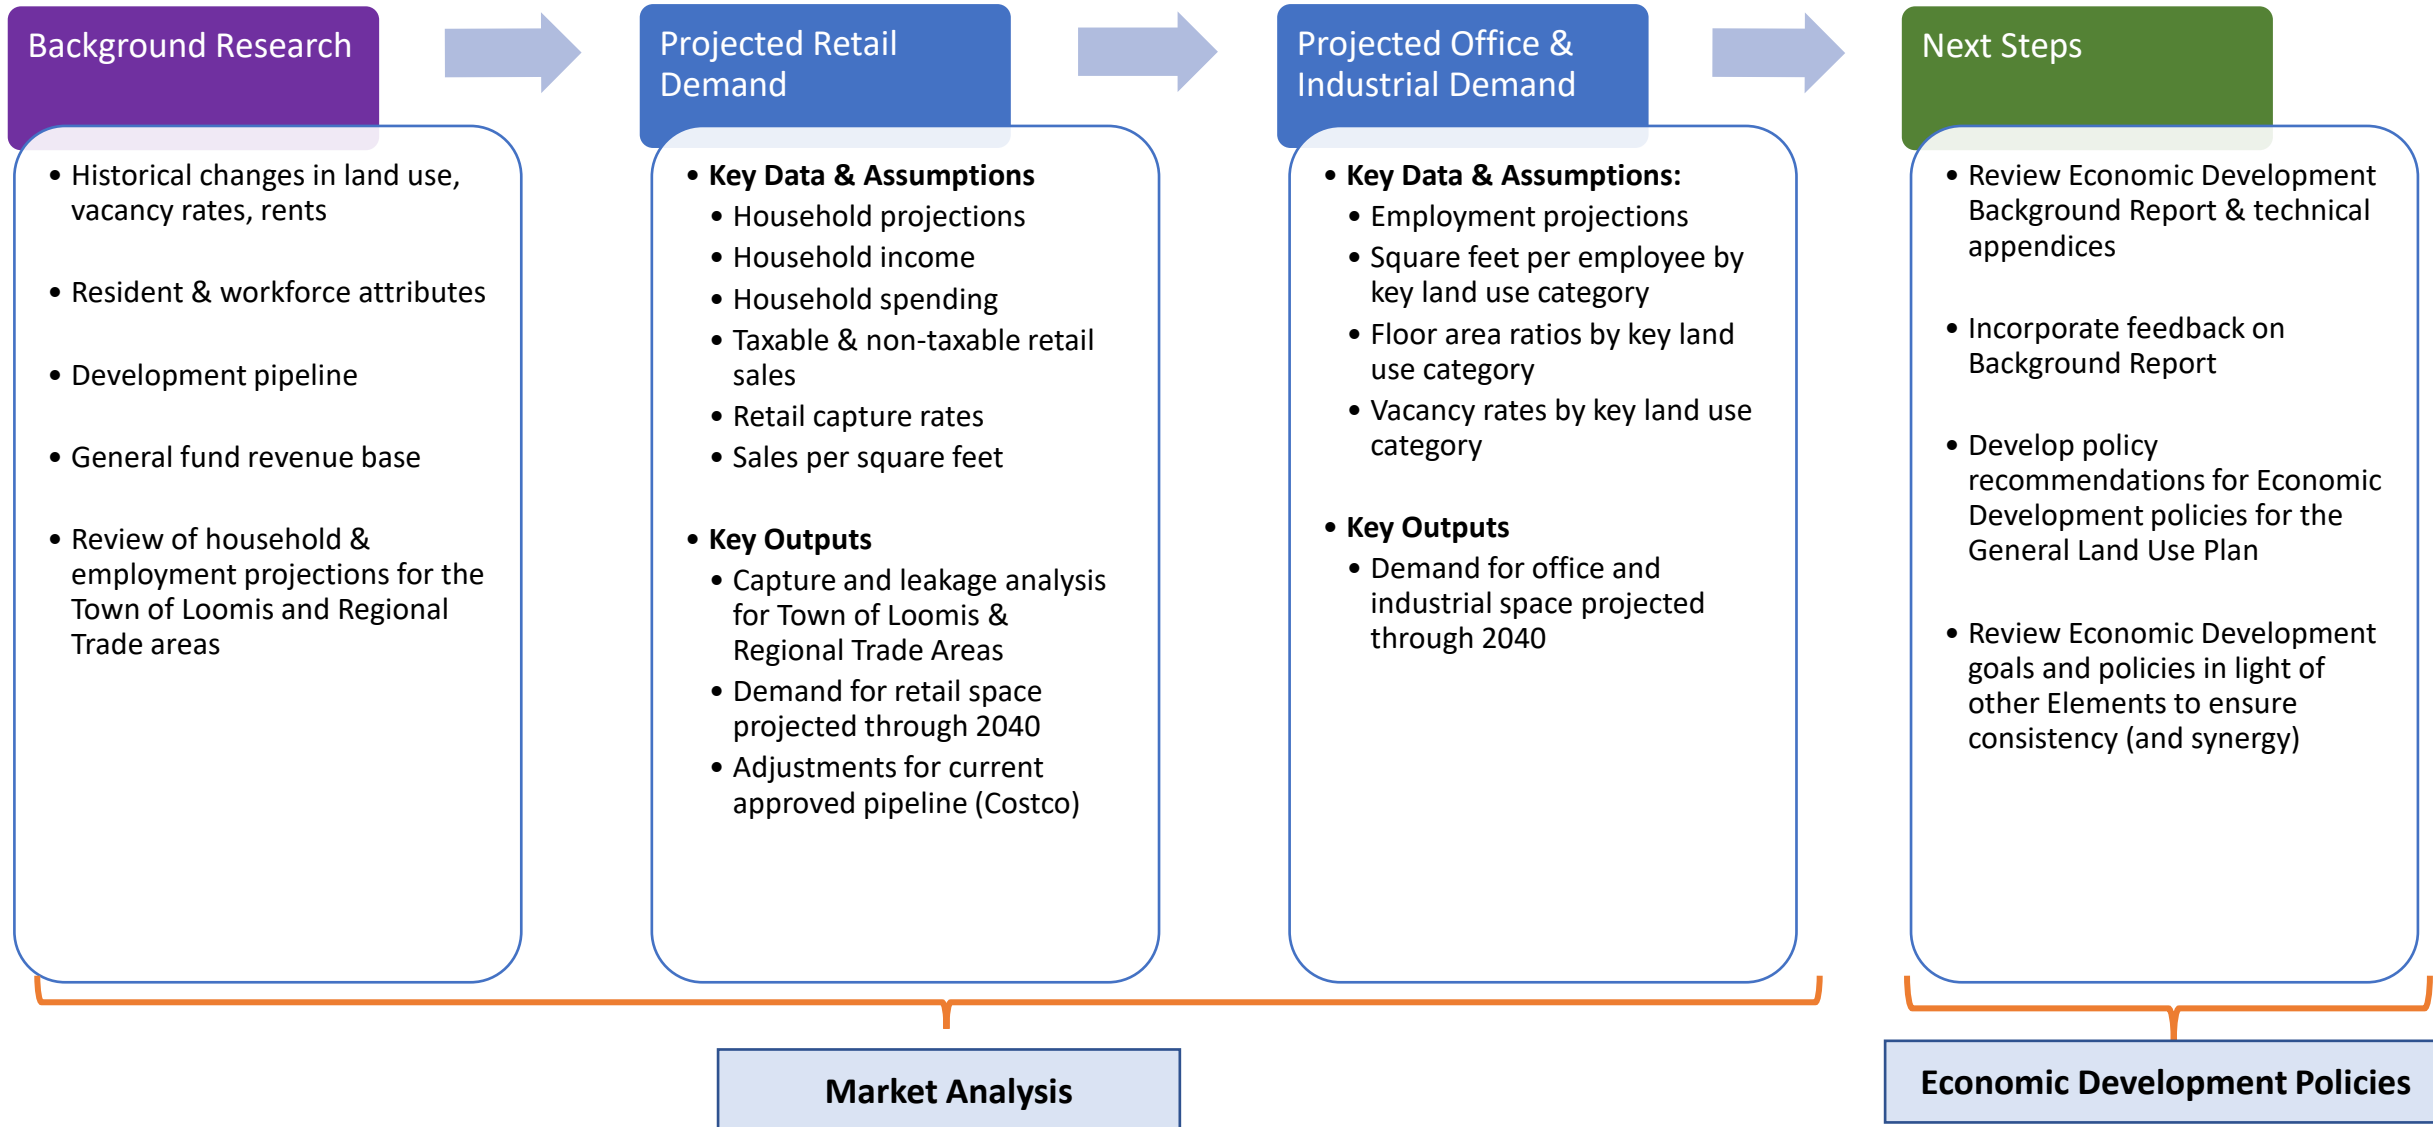 Background Research
• Historical changes in land use,
vacancy rates, rents
• Resident & workforce attributes
• Development pipeline
• General fund revenue base
• Review of household &
employment projections for the
Town of Loomis and Regional
Trade areas
Projected Retail
Demand
• Key Data & Assumptions
• Household projections
• Household income
• Household spending
• Taxable & non-taxable retail
sales
• Retail capture rates
• Sales per square feet
• Key Outputs
• Capture and leakage analysis
for Town of Loomis &
Regional Trade Areas
• Demand for retail space
projected through 2040
• Adjustments for current
approved pipeline (Costco)
Projected Office &
Industrial Demand
• Key Data & Assumptions:
• Employment projections
• Square feet per employee by
key land use category
• Floor area ratios by key land
use category
• Vacancy rates by key land use
category
• Key Outputs
• Demand for office and
industrial space projected
through 2040
Next Steps
• Review Economic Development
Background Report & technical
appendices
• Incorporate feedback on
Background Report
• Develop policy
recommendations for Economic
Development policies for the
General Land Use Plan
• Review Economic Development
goals and policies in light of
other Elements to ensure
consistency (and synergy)
Market Analysis
Economic Development Policies